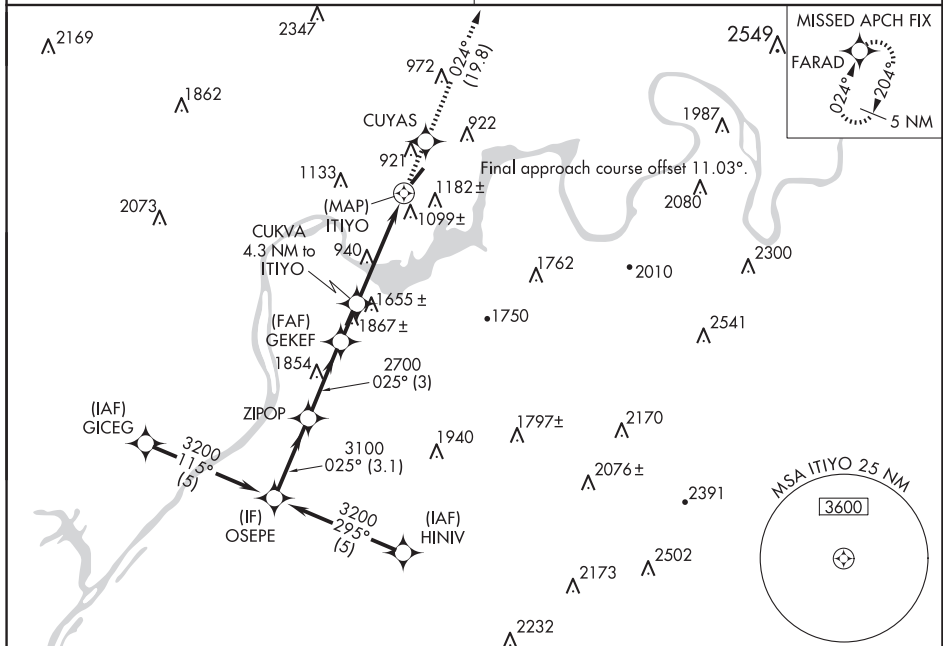 2169
2347
2549
MISSED APCH FIX
FARAD
024°
204°
5 NM
024°
(19.8)
972
1862
CUYAS
922
921
1987
Final approach course offset 11.03°.
1133
1182±
2080
(MAP)
ITIYO
1099±
2073
CUKVA
4.3 NM to
ITIYO
940
1762
2010
2300
1655 ±
1867±
1750
(FAF)
GEKEF
2541
1854
2700
025° (3)
ZIPOP
(IAF)
GICEG
3200
115°
(5)
3100
025° (3.1)
1940
1797±
2170
2076±
2391
MSA ITIYO 25 NM
3600
(IF)
OSEPE
3200
295°
(5)
(IAF)
HINIV
2502
2173
2232